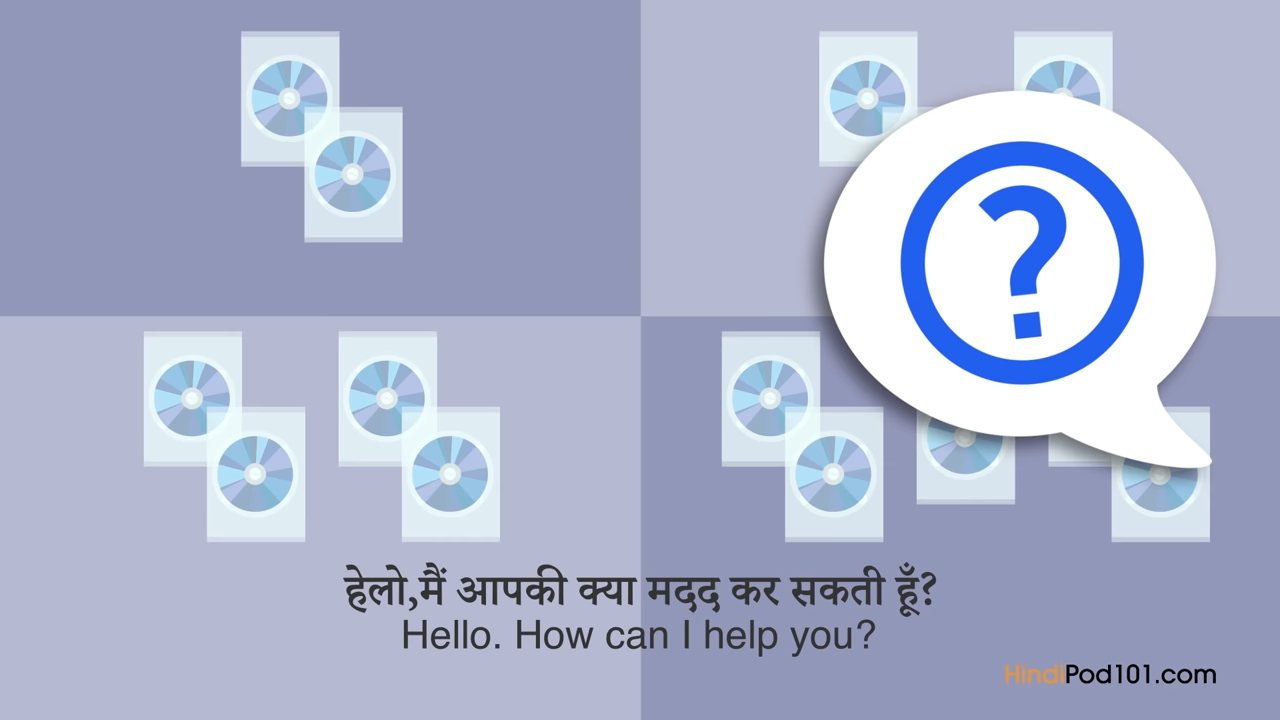 हेलो,मैं आपकी क्या मदद कर सकती हूँ?
Hello. How can I help you?
HindiPod101.com